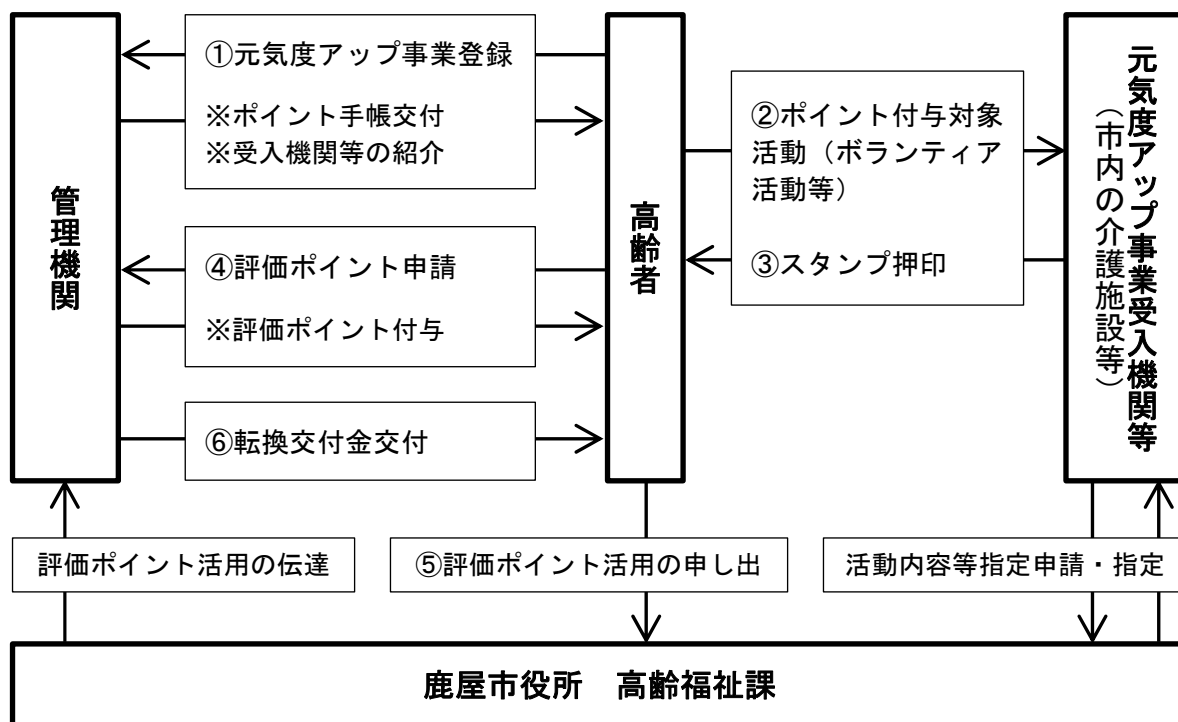 管理機関
①元気度アップ事業登録
※ポイント手帳交付
※受入機関等の紹介
④評価ポイント申請
※評価ポイント付与
⑥転換交付金交付
高齢者
②ポイント付与対象
活動（ボランティア
活動等）
③スタンプ押印
元気度アップ事業受入機関等
（市内の介護施設等）
評価ポイント活用の伝達
⑤評価ポイント活用の申し出
活動内容等指定申請・指定
鹿屋市役所　高齢福祉課